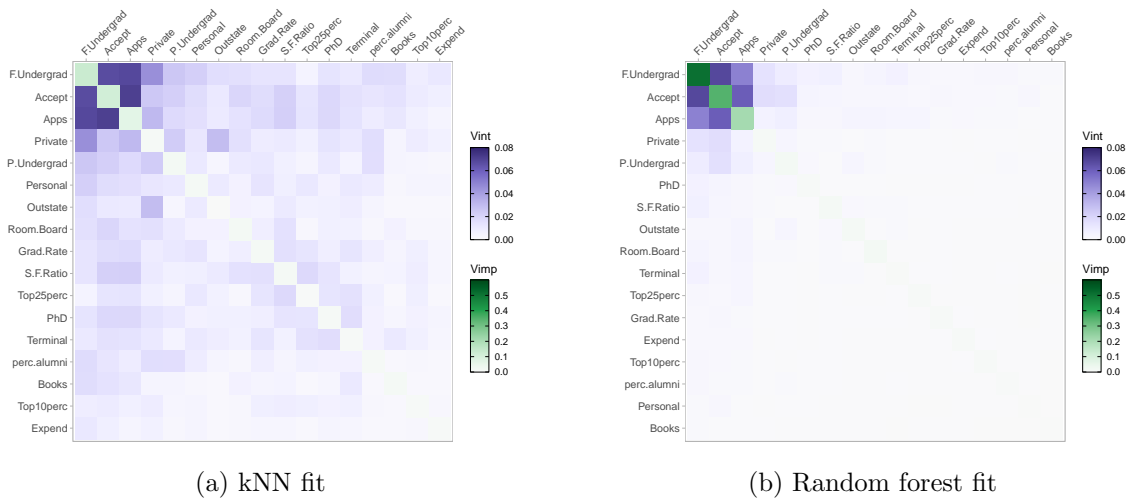 F.Undergrad Accept Apps Private P.Undergrad Personal Outstate Room.Board Grad.Rate S.F.Ratio Top25perc PhD Terminal perc.alumni Books Top10perc Expend
F.Undergrad
Accept
Apps
Private
P.Undergrad
Personal
Outstate
Room.Board
Grad.Rate
S.F.Ratio
Top25perc
PhD
Terminal
perc.alumni
Books
Top10perc
Expend
Vint
0.08
0.06
0.04
0.02
0.00
Vimp
0.5
0.4
0.3
0.2
0.1
0.0
(a) kNN fit
F.Undergrad Accept Apps Private P.Undergrad PhD S.F.Ratio Outstate Room.Board Terminal Top25perc Grad.Rate Expend Top10perc perc.alumni Personal Books
F.Undergrad
Accept
Apps
Private
P.Undergrad
PhD
S.F.Ratio
Outstate
Room.Board
Terminal
Top25perc
Grad.Rate
Expend
Top10perc
perc.alumni
Personal
Books
Vint
0.08
0.06
0.04
0.02
0.00
Vimp
0.5
0.4
0.3
0.2
0.1
0.0
(b) Random forest fit